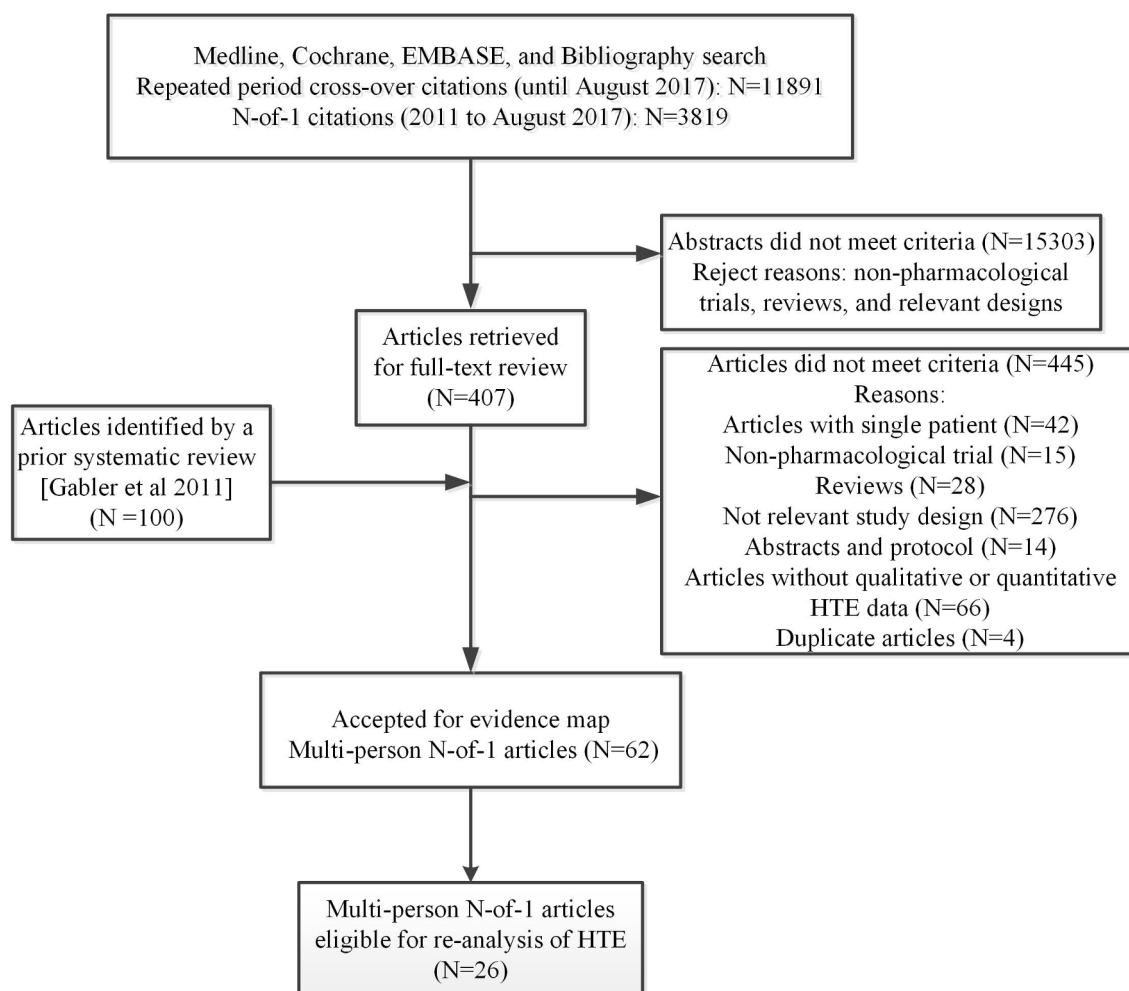 Medline, Cochrane, EMBASE, and Bibliography search
Repeated period cross-over citations (until August 2017): N=11891
N-of-1 citations (2011 to August 2017): N=3819
Abstracts did not meet criteria (N=15303)
Reject reasons: non-pharmacological
trials, reviews, and relevant designs
Articles retrieved
for full-text review
(N=407)
Articles identified by a
prior systematic review
[Gabler et al 2011]
(N =100)
Articles did not meet criteria (N=445)
Reasons:
Articles with single patient (N=42)
Non-pharmacological trial (N=15)
Reviews (N=28)
Not relevant study design (N=276)
Abstracts and protocol (N=14)
Articles without qualitative or quantitative
HTE data (N=66)
Duplicate articles (N=4)
Accepted for evidence map
Multi-person N-of-1 articles (N=62)
Multi-person N-of-1 articles
eligible for re-analysis of HTE
(N=26)